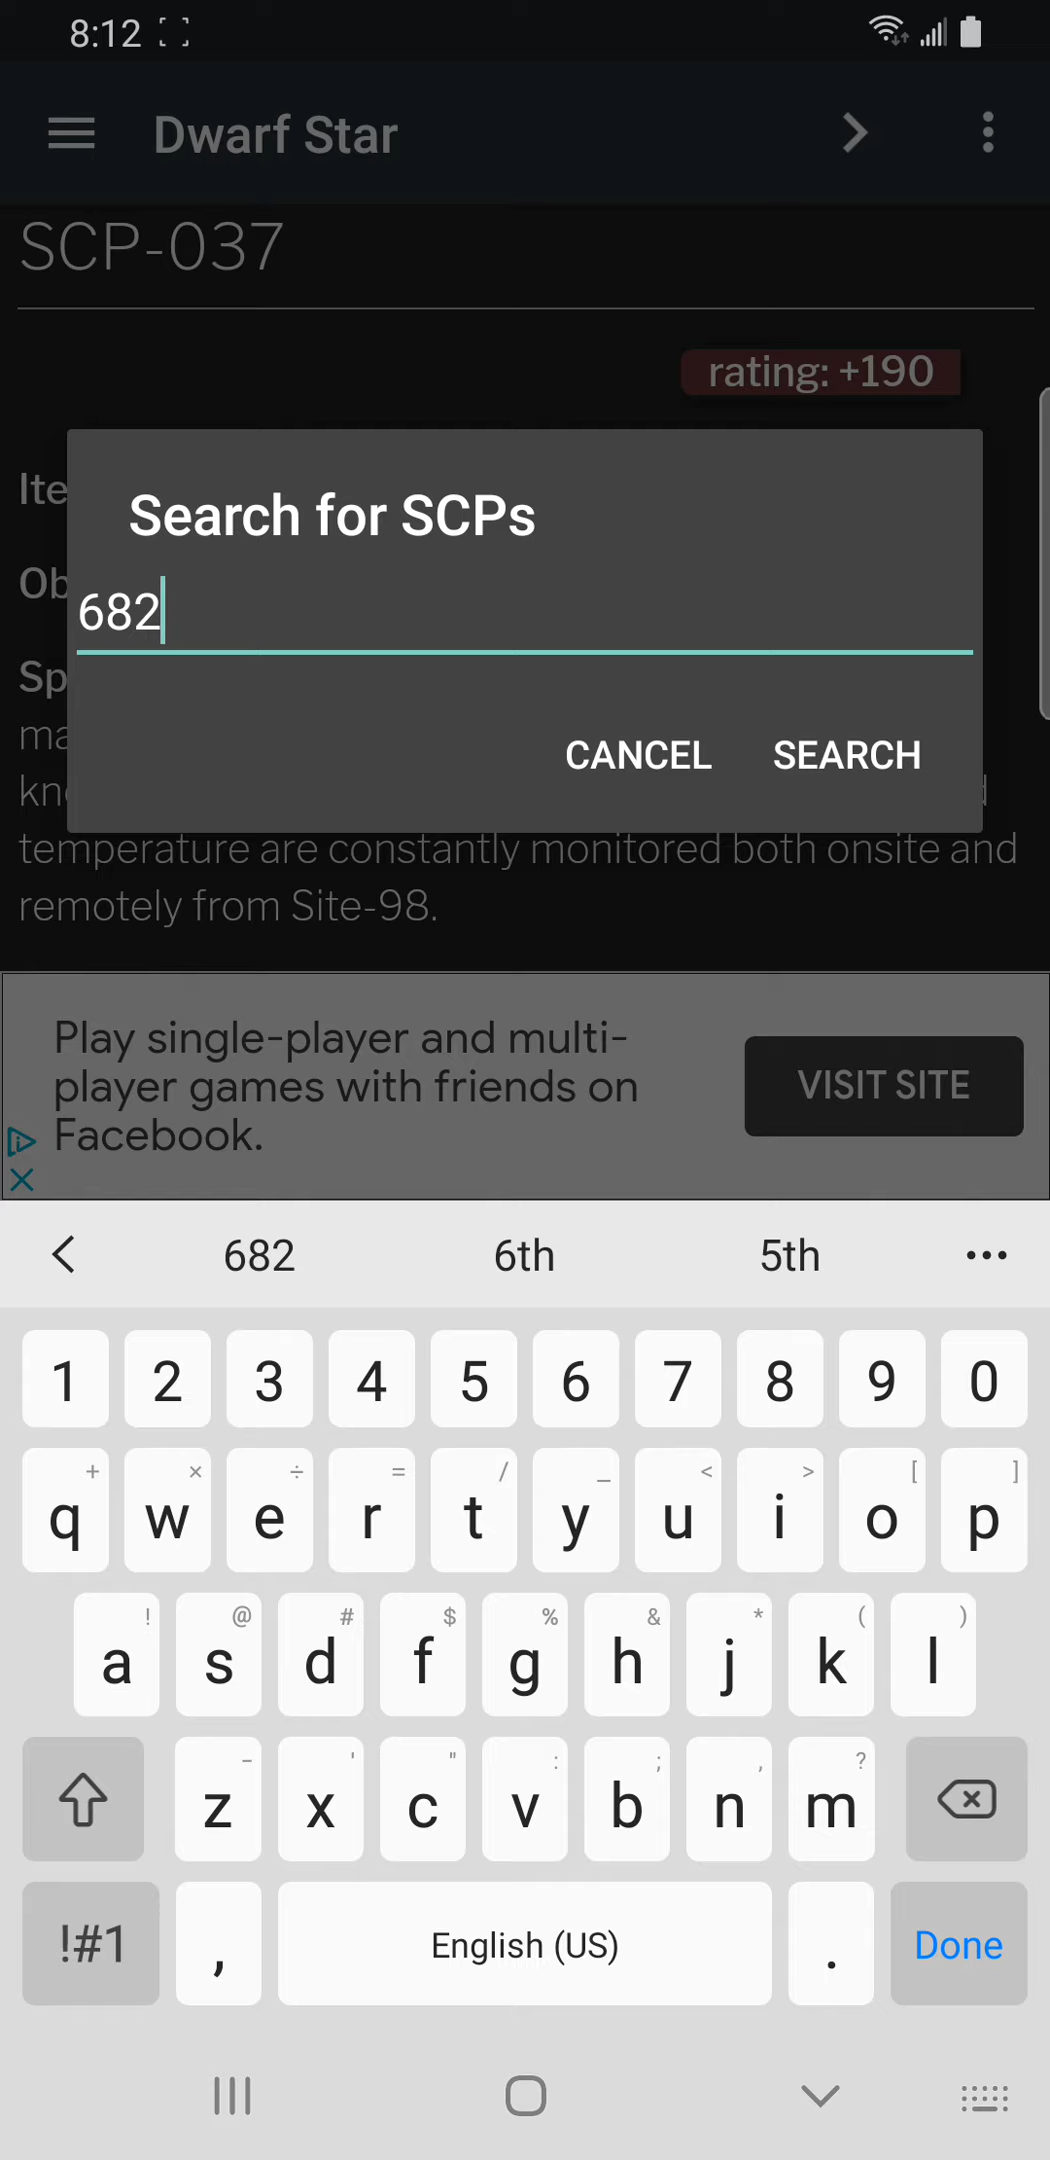 8:12
Dwarf Star
SCP-037
rating: +190
Ite
Search for SCPs
Ob
682
Sp
ma
CANCEL SEARCH
kn
temperature are constantly monitored both onsite and
remotely from Site-98.
Play single-player and multi-
player games with friends on
Facebook.
VISIT SITE
682 6th 5th
1 2 3 4 5 6 7 8 9 0
+ × ÷ = / _ < > [ ]
q w e r t y u i o p
! @ # $ % & * ( )
a s d f g h j k l
- ' " : ; , ?
z x c v b n m
!#1 , English (US) . Done